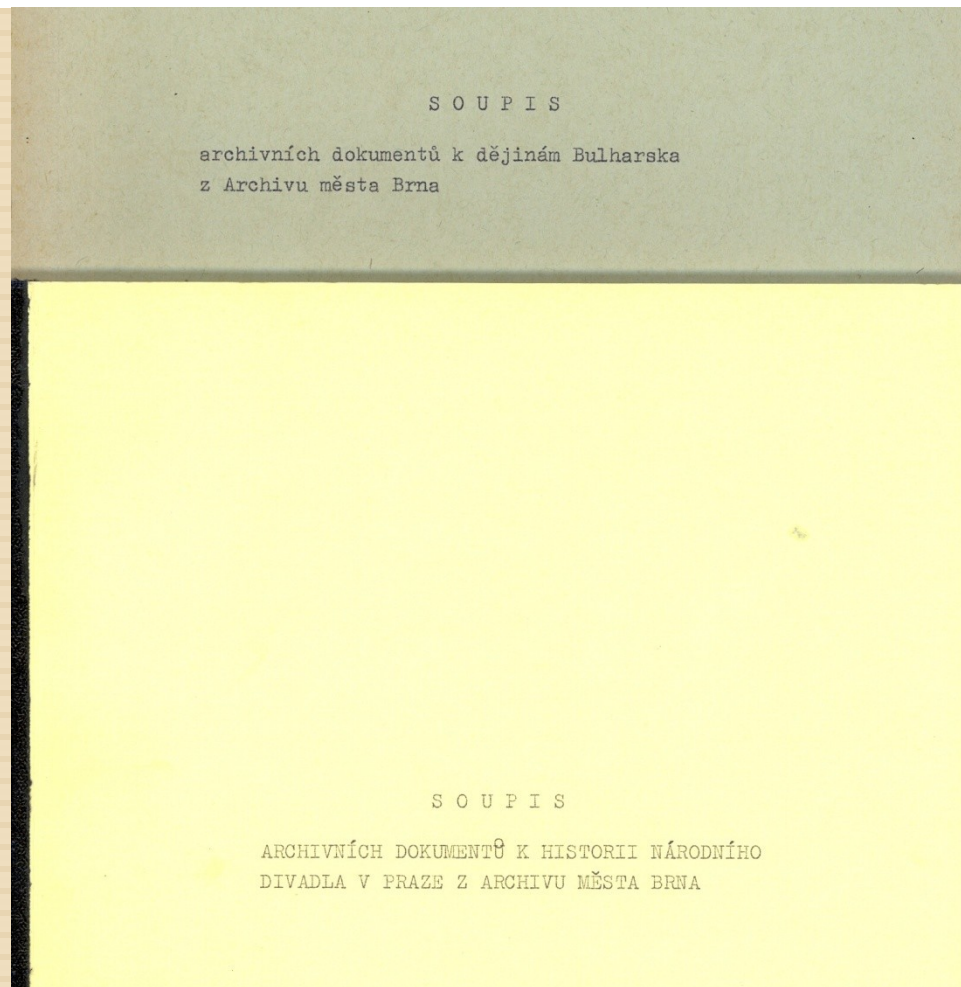 S O U P I S
archivních dokumentů k dějinám Bulharska
z Archivu města Brna
S O U P I S
ARCHIVNÍCH DOKUMENTŮ K HISTORII NÁRODNÍHO
DIVADLA V PRAZE Z ARCHIVU MĚSTA BRNA